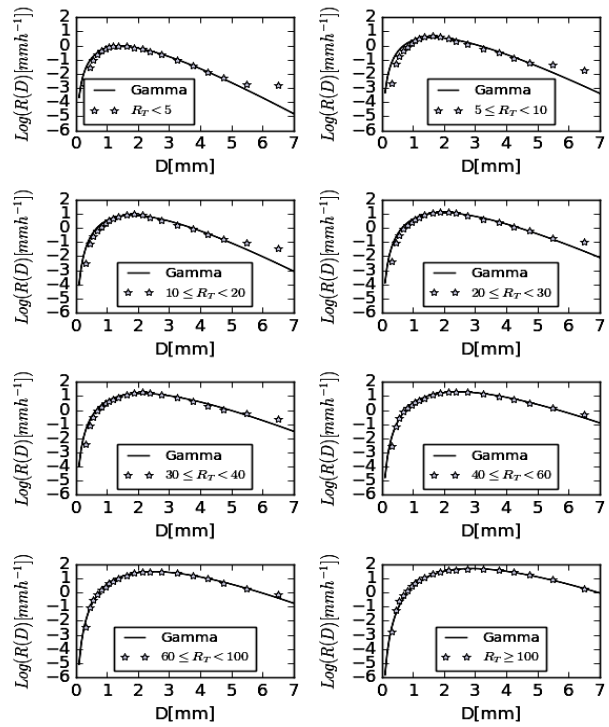 Log(R(D)[mmh⁻¹])
2
1
0
−1
−2
−3
−4
−5
−6
Gamma
R_T < 5
0 1 2 3 4 5 6 7
D[mm]
Log(R(D)[mmh⁻¹])
2
1
0
−1
−2
−3
−4
−5
−6
Gamma
5 ≤ R_T < 10
0 1 2 3 4 5 6 7
D[mm]
Log(R(D)[mmh⁻¹])
2
1
0
−1
−2
−3
−4
−5
−6
Gamma
10 ≤ R_T < 20
0 1 2 3 4 5 6 7
D[mm]
Log(R(D)[mmh⁻¹])
2
1
0
−1
−2
−3
−4
−5
−6
Gamma
20 ≤ R_T < 30
0 1 2 3 4 5 6 7
D[mm]
Log(R(D)[mmh⁻¹])
2
1
0
−1
−2
−3
−4
−5
−6
Gamma
30 ≤ R_T < 40
0 1 2 3 4 5 6 7
D[mm]
Log(R(D)[mmh⁻¹])
2
1
0
−1
−2
−3
−4
−5
−6
Gamma
40 ≤ R_T < 60
0 1 2 3 4 5 6 7
D[mm]
Log(R(D)[mmh⁻¹])
2
1
0
−1
−2
−3
−4
−5
−6
Gamma
60 ≤ R_T < 100
0 1 2 3 4 5 6 7
D[mm]
Log(R(D)[mmh⁻¹])
2
1
0
−1
−2
−3
−4
−5
−6
Gamma
R_T ≥ 100
0 1 2 3 4 5 6 7
D[mm]